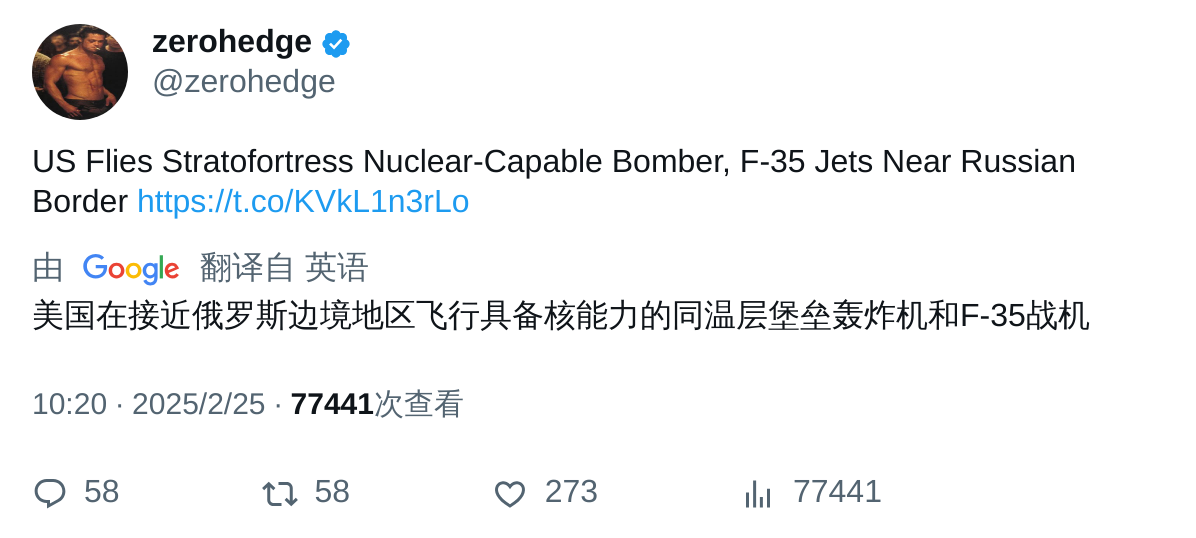 zerohedge
@zerohedge
US Flies Stratofortress Nuclear-Capable Bomber, F-35 Jets Near Russian
Border https://t.co/KVkL1n3rLo
由 Google 翻译自 英语
美国在接近俄罗斯边境地区飞行具备核能力的同温层堡垒轰炸机和F-35战机
10:20 · 2025/2/25 · 77441次查看
58 58 273 77441